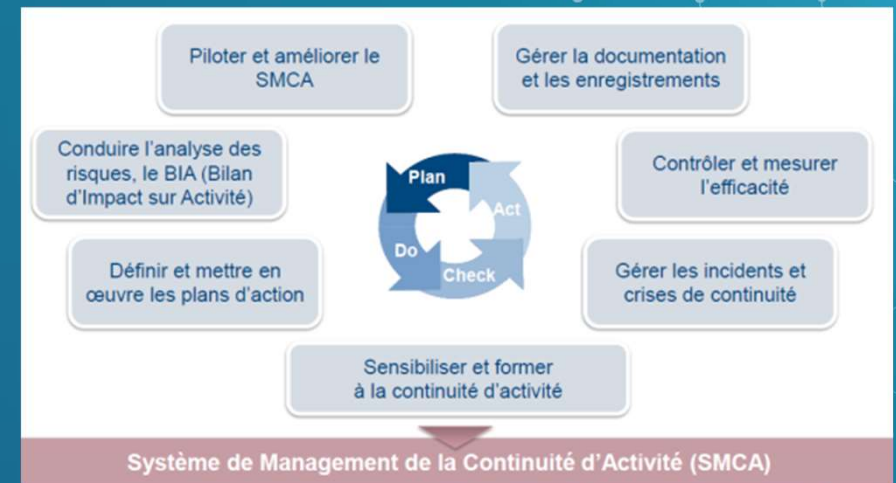 Piloter et améliorer le
SMCA
Gérer la documentation
et les enregistrements
Conduire l'analyse des
risques, le BIA (Bilan
d'Impact sur Activité)
Contrôler et mesurer
l'efficacité
Plan
Act
Do
Check
Définir et mettre en
œuvre les plans d'action
Gérer les incidents et
crises de continuité
Sensibiliser et former
à la continuité d'activité
Système de Management de la Continuité d'Activité (SMCA)